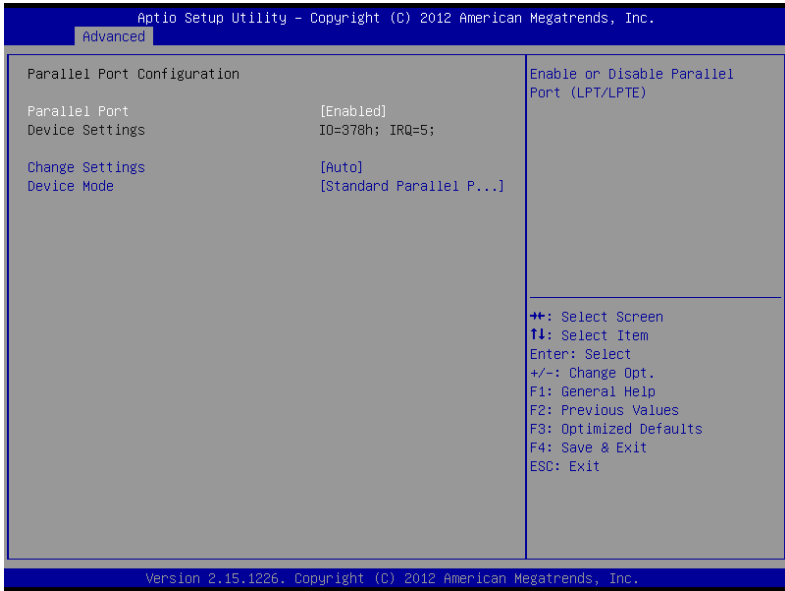 Aptio Setup Utility – Copyright (C) 2012 American Megatrends, Inc.
Advanced
Parallel Port Configuration
Parallel Port [Enabled]
Device Settings IO=378h; IRQ=5;
Change Settings [Auto]
Device Mode [Standard Parallel P...]
Enable or Disable Parallel
Port (LPT/LPTE)
→←: Select Screen
↑↓: Select Item
Enter: Select
+/-: Change Opt.
F1: General Help
F2: Previous Values
F3: Optimized Defaults
F4: Save & Exit
ESC: Exit
Version 2.15.1226. Copyright (C) 2012 American Megatrends, Inc.